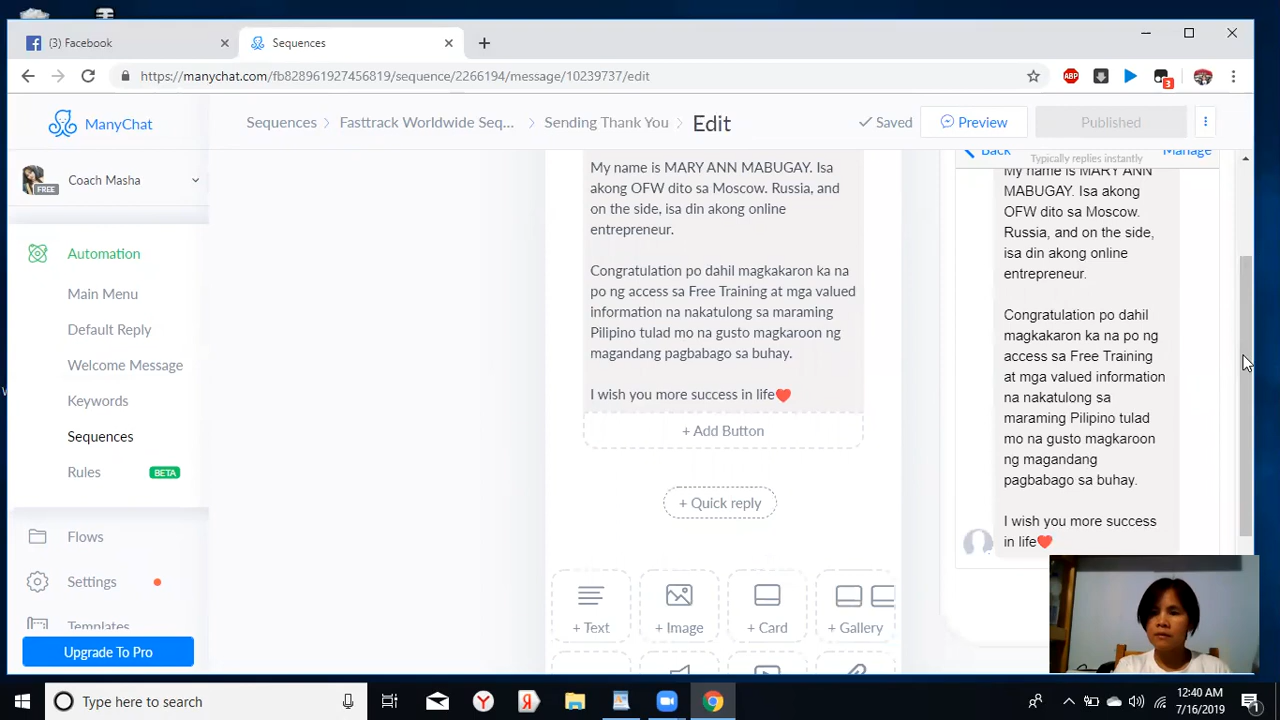 (3) Facebook
Sequences
https://manychat.com/fb828961927456819/sequence/2266194/message/10239737/edit
ABP
3
ManyChat
Sequences
Fasttrack Worldwide Seq...
Sending Thank You
Edit
Saved
Preview
Published
FREE
Coach Masha
Automation
Main Menu
Default Reply
Welcome Message
Keywords
Sequences
Rules
BETA
Flows
Settings
Templates
Upgrade To Pro
My name is MARY ANN MABUGAY. Isa
akong OFW dito sa Moscow. Russia, and
on the side, isa din akong online
entrepreneur.
Congratulation po dahil magkakaron ka na
po ng access sa Free Training at mga valued
information na nakatulong sa maraming
Pilipino tulad mo na gusto magkaroon ng
magandang pagbabago sa buhay.
I wish you more success in life❤
+ Add Button
+ Quick reply
+ Text
+ Image
+ Card
+ Gallery
Back
Typically replies instantly
Manage
My name is MARY ANN
MABUGAY. Isa akong
OFW dito sa Moscow.
Russia, and on the side,
isa din akong online
entrepreneur.
Congratulation po dahil
magkakaron ka na po ng
access sa Free Training
at mga valued information
na nakatulong sa
maraming Pilipino tulad
mo na gusto magkaroon
ng magandang
pagbabago sa buhay.
I wish you more success
in life❤
Type here to search
12:40 AM
7/16/2019
1